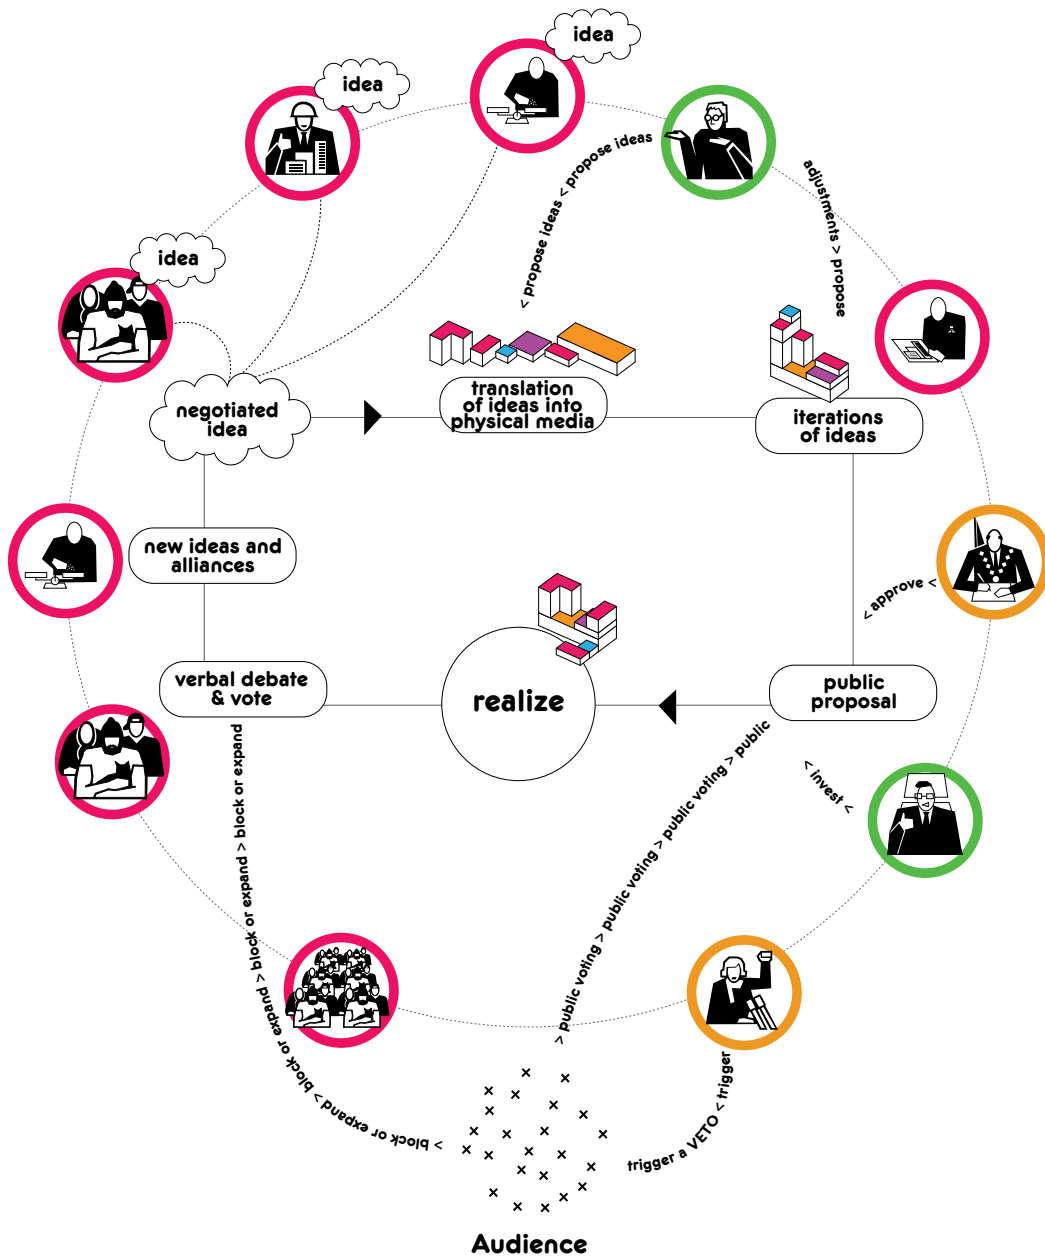 idea
idea
idea
< propose ideas < propose ideas
adjustments > propose
negotiated
idea
translation
of ideas into
physical media
iterations
of ideas
new ideas and
alliances
< approve <
verbal debate
& vote
realize
public
proposal
< invest <
> block or expand > block or expand > block or expand > block or expand > block or expand
> public voting > public voting > public voting > public voting > public
trigger a VETO < trigger
Audience